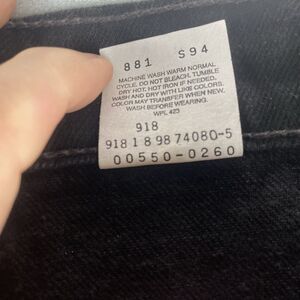 881 S94
MACHINE WASH WARM NORMAL
CYCLE. DO NOT BLEACH. TUMBLE
DRY HOT. HOT IRON IF NEEDED.
WASH AND DRY WITH LIKE COLORS.
COLOR MAY TRANSFER WHEN NEW.
WASH BEFORE WEARING.
WPL 423
918
918 1 8 98 74080-5
00550-0260